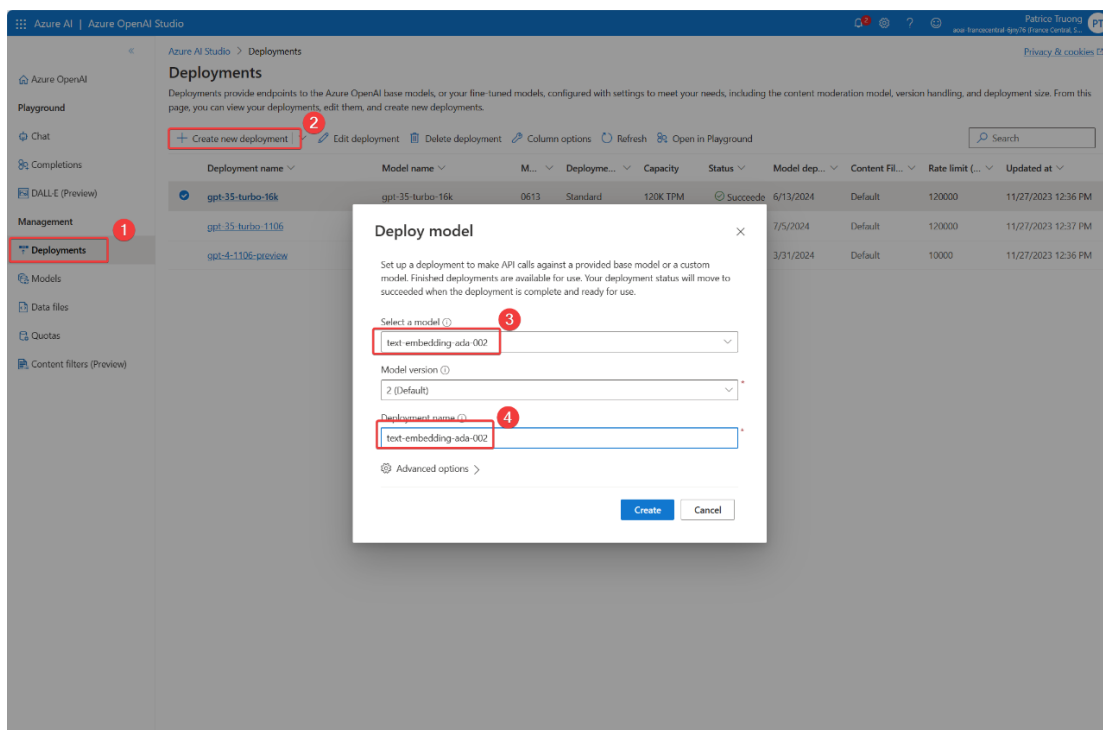 Azure AI | Azure OpenAI Studio
2
?
Patrice Truong
(France Central, S...
PT
Azure AI Studio > Deployments
Privacy & cookies
Azure OpenAI
Playground
Chat
Completions
DALL·E (Preview)
Management
1
Deployments
Models
Data files
Quotas
Content filters (Preview)
Deployments
Deployments provide endpoints to the Azure OpenAI base models, or your fine-tuned models, configured with settings to meet your needs, including the content moderation model, version handling, and deployment size. From this
page, you can view your deployments, edit them, and create new deployments.
2
Create new deployment Edit deployment Delete deployment Column options Refresh Open in Playground Search
Deployment name Model name M... Deployme... Capacity Status Model dep... Content Fil... Rate limit (... Updated at
gpt-35-turbo-16k gpt-35-turbo-16k 0613 Standard 120K TPM Succeede 6/13/2024 Default 120000 11/27/2023 12:36 PM
gpt-35-turbo-1106 7/5/2024 Default 120000 11/27/2023 12:37 PM
gpt-4-1106-preview 3/31/2024 Default 10000 11/27/2023 12:36 PM
Deploy model
Set up a deployment to make API calls against a provided base model or a custom
model. Finished deployments are available for use. Your deployment status will move to
succeeded when the deployment is complete and ready for use.
Select a model
3
text-embedding-ada-002
Model version
2 (Default)
*
Deployment name
4
text-embedding-ada-002
*
Advanced options
Create Cancel